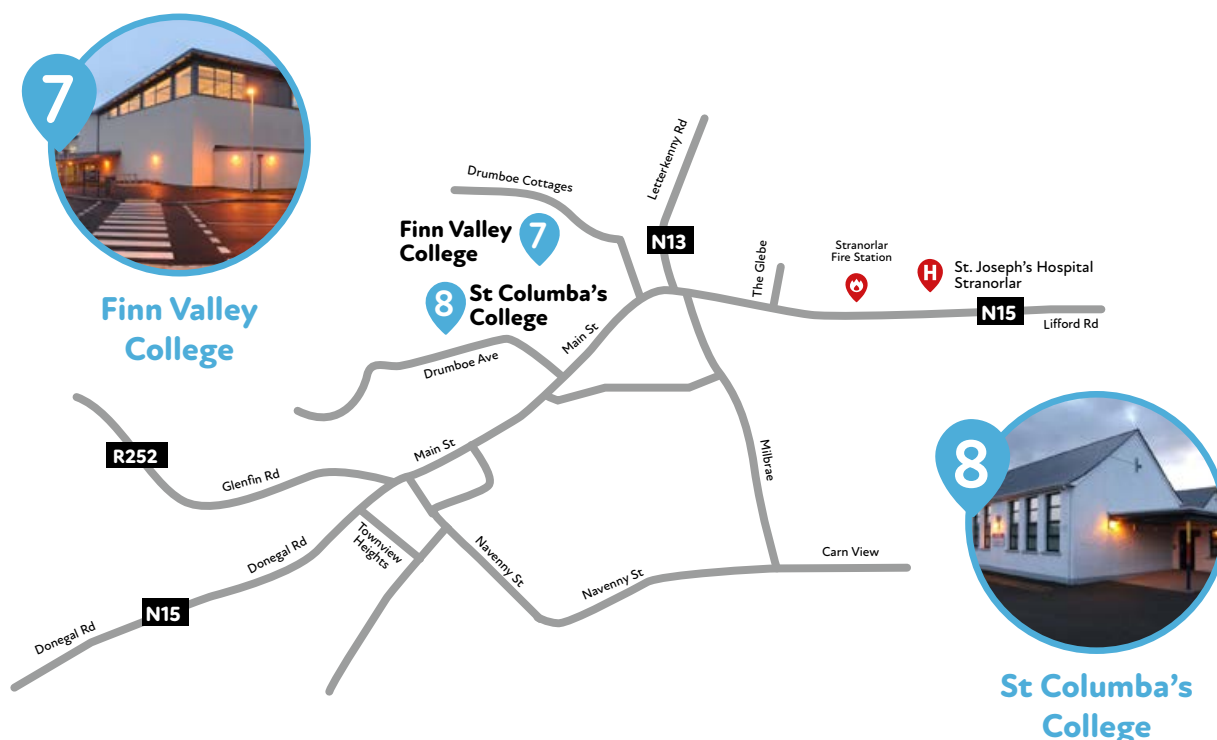 7
Finn Valley
College
Drumboe Cottages
Letterkenny Rd
N13
Finn Valley
College
7
The Glebe
Stranorlar
Fire Station
H
St. Joseph's Hospital
Stranorlar
N15
Lifford Rd
8
St Columba's
College
Main St
Drumboe Ave
R252
Glenfin Rd
Main St
Milbrae
Donegal Rd
Townview
Heights
Navenny St
Navenny St
Carn View
N15
Donegal Rd
8
St Columba's
College